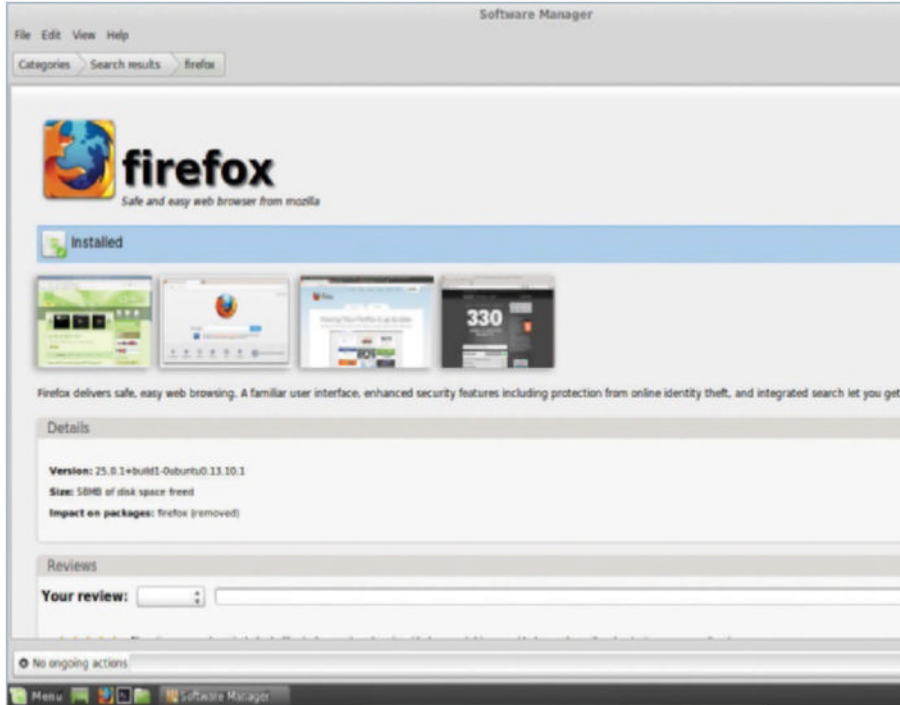 Software Manager
File Edit View Help
Categories Search results firefox
firefox
Safe and easy web browser from mozilla
Installed
330
Firefox delivers safe, easy web browsing. A familiar user interface, enhanced security features including protection from online identity theft, and integrated search let you get
Details
Version: 25.0.1+build1-0ubuntu0.13.10.1
Size: 58MB of disk space freed
Impact on packages: firefox (removed)
Reviews
Your review:
No ongoing actions
Menu Software Manager